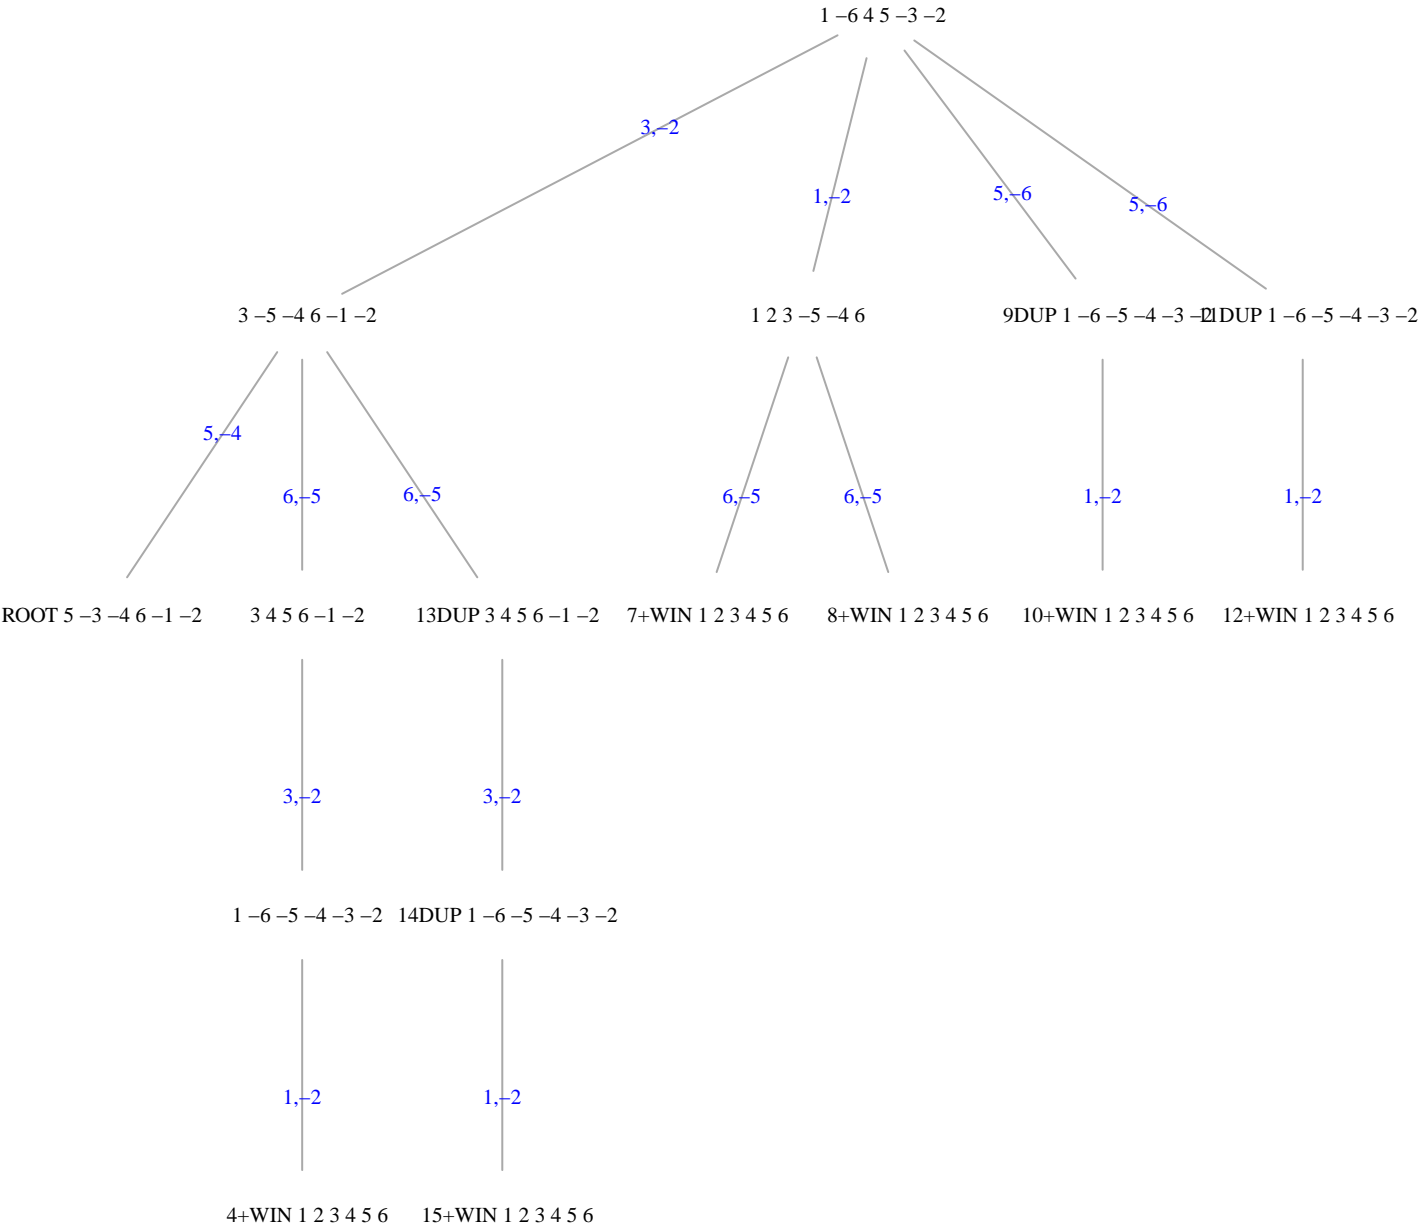 1 –6 4 5 –3 –2
3,–2
1,–2
5,–6
5,–6
3 –5 –4 6 –1 –2
1 2 3 –5 –4 6
9DUP 1 –6 –5 –4 –3 –2
11DUP 1 –6 –5 –4 –3 –2
5,–4
6,–5
6,–5
6,–5
6,–5
1,–2
1,–2
ROOT 5 –3 –4 6 –1 –2
3 4 5 6 –1 –2
13DUP 3 4 5 6 –1 –2
7+WIN 1 2 3 4 5 6
8+WIN 1 2 3 4 5 6
10+WIN 1 2 3 4 5 6
12+WIN 1 2 3 4 5 6
3,–2
3,–2
1 –6 –5 –4 –3 –2
14DUP 1 –6 –5 –4 –3 –2
1,–2
1,–2
4+WIN 1 2 3 4 5 6
15+WIN 1 2 3 4 5 6